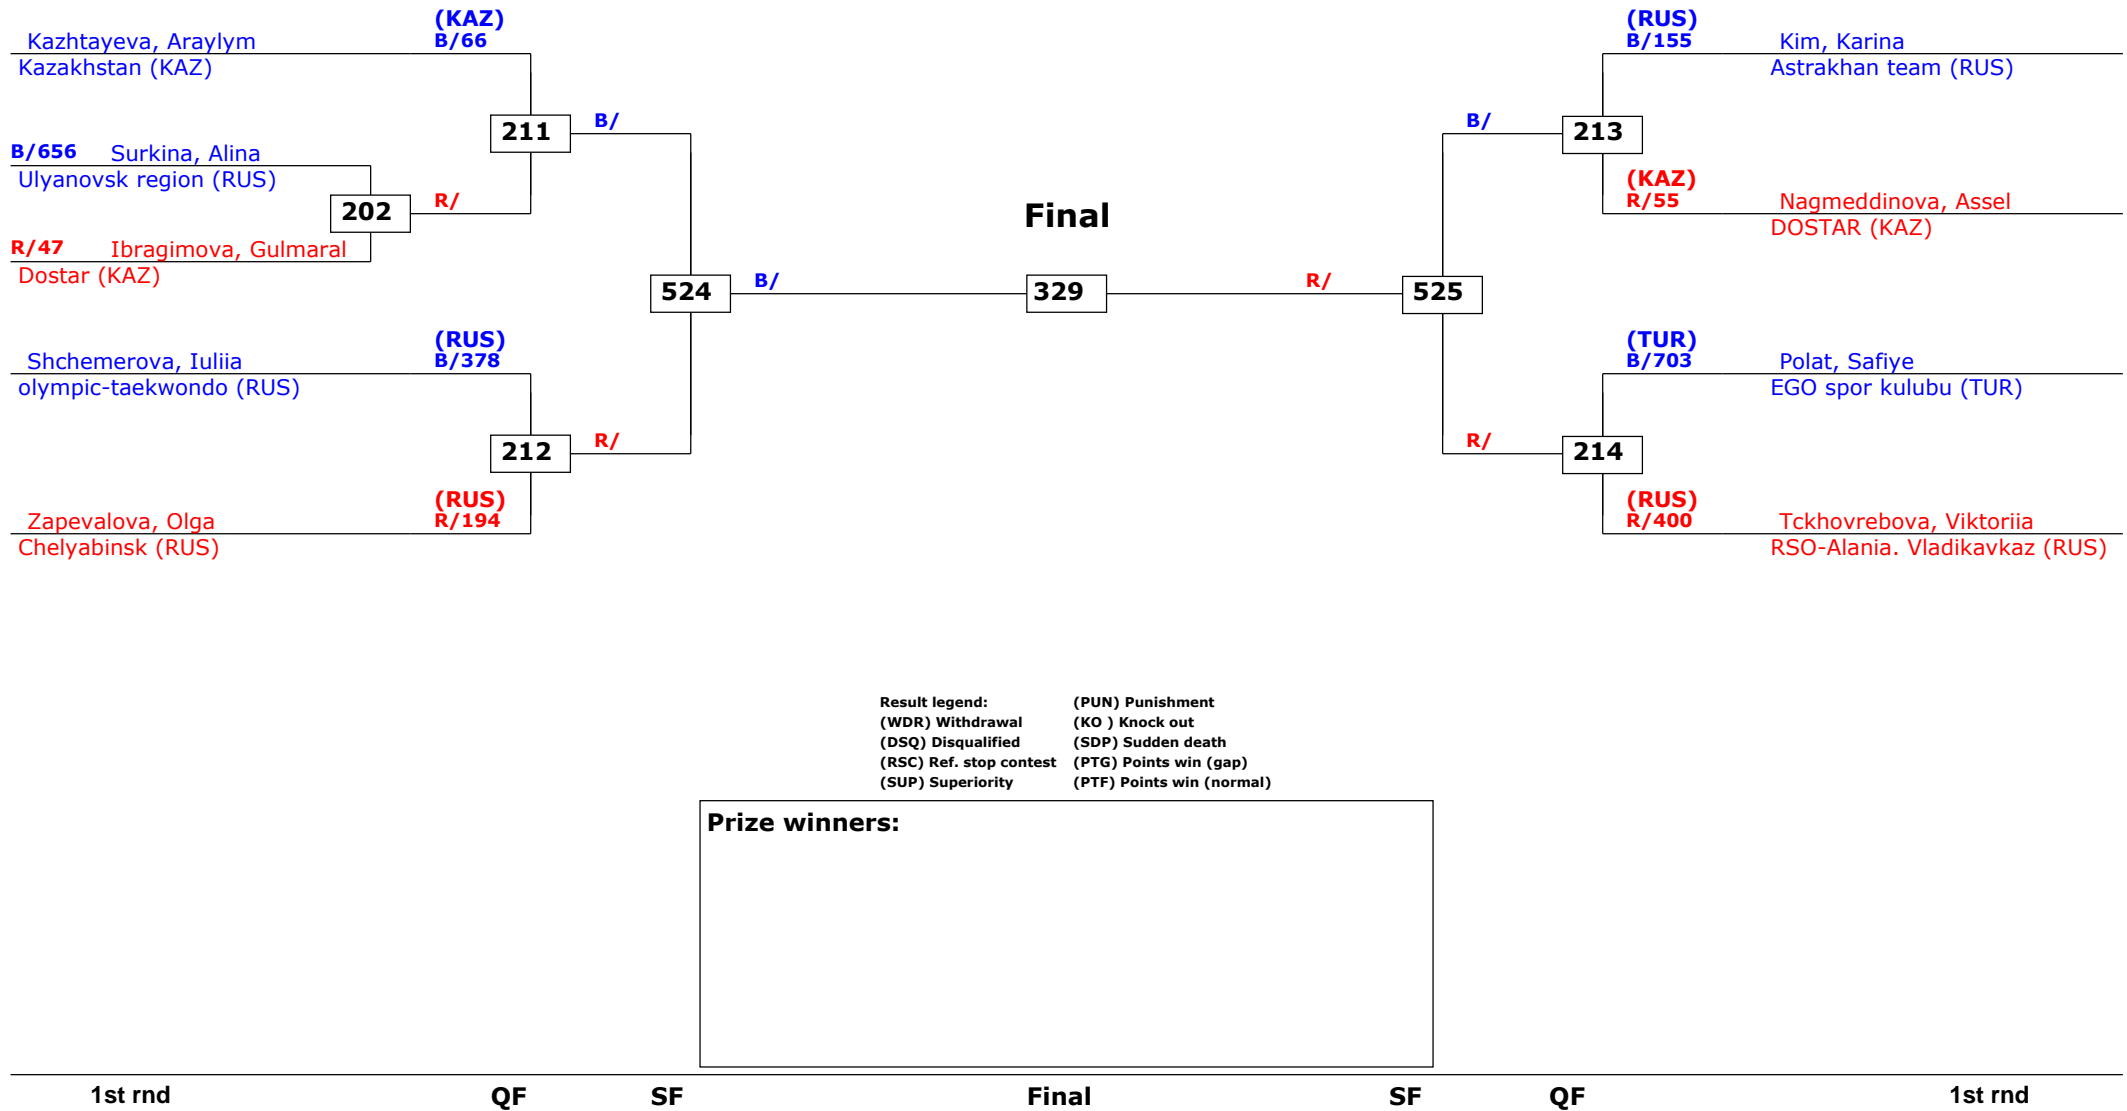 (KAZ)
Kazhtayeva, Araylym B/66
Kazakhstan (KAZ)
211
B/
B/656 Surkina, Alina
Ulyanovsk region (RUS)
202
R/
R/47 Ibragimova, Gulmaral
Dostar (KAZ)
524
B/
(RUS)
Shchemerova, Iuliia B/378
olympic-taekwondo (RUS)
212
R/
(RUS)
Zapevalova, Olga R/194
Chelyabinsk (RUS)
Final
329
(RUS)
B/155 Kim, Karina
Astrakhan team (RUS)
B/
213
(KAZ)
R/55 Nagmeddinova, Assel
DOSTAR (KAZ)
R/
525
(TUR)
B/703 Polat, Safiye
EGO spor kulubu (TUR)
R/
214
(RUS)
R/400 Tckhovrebova, Viktoriia
RSO-Alania. Vladikavkaz (RUS)
Result legend: (PUN) Punishment
(WDR) Withdrawal (KO ) Knock out
(DSQ) Disqualified (SDP) Sudden death
(RSC) Ref. stop contest (PTG) Points win (gap)
(SUP) Superiority (PTF) Points win (normal)
Prize winners:
1st rnd QF SF Final SF QF 1st rnd